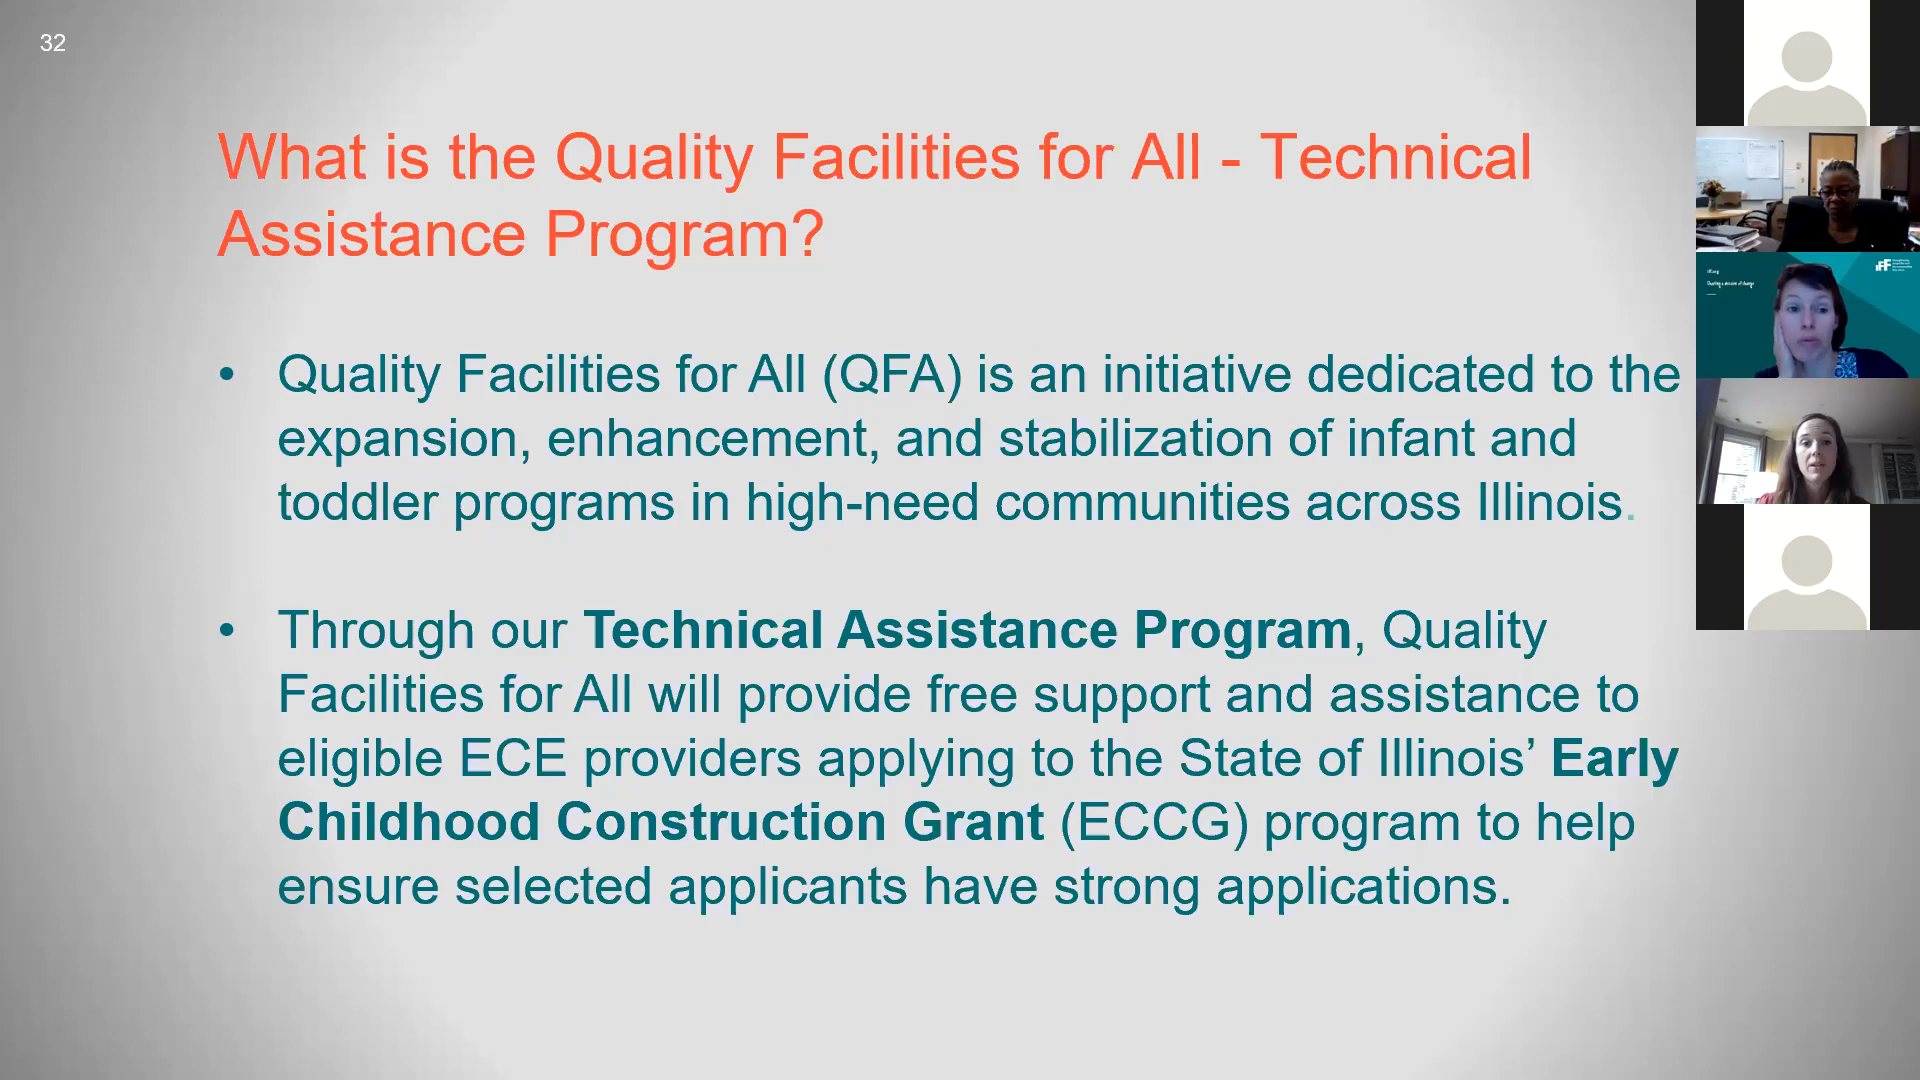 32
What is the Quality Facilities for All - Technical
Assistance Program?
• Quality Facilities for All (QFA) is an initiative dedicated to the
expansion, enhancement, and stabilization of infant and
toddler programs in high-need communities across Illinois.
• Through our Technical Assistance Program, Quality
Facilities for All will provide free support and assistance to
eligible ECE providers applying to the State of Illinois’ Early
Childhood Construction Grant (ECCG) program to help
ensure selected applicants have strong applications.
IFF